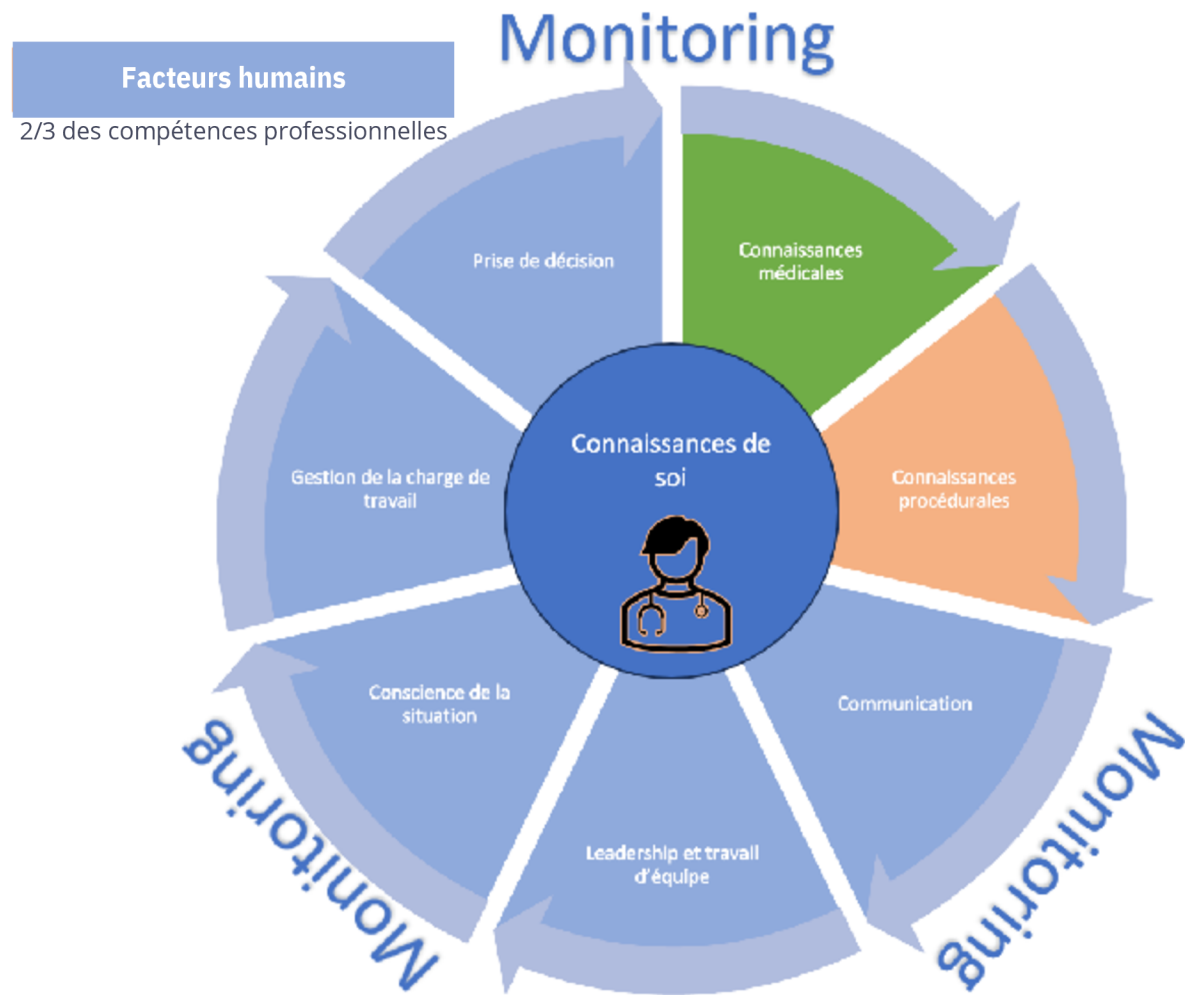 Monitoring
Facteurs humains
2/3 des compétences professionnelles
Prise de décision
Connaissances
médicales
Connaissances de
soi
Gestion de la charge de
travail
Connaissances
procédurales
Conscience de la
situation
Communication
Leadership et travail
d'équipe
Monitoring
Monitoring